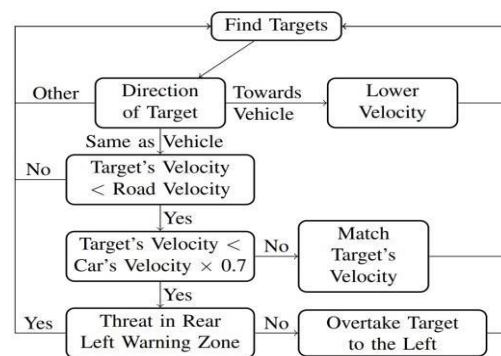 Find Targets
Other
Direction
of Target
Towards
Vehicle
Lower
Velocity
Same as Vehicle
No
Target's Velocity
< Road Velocity
Yes
Target's Velocity <
Car's Velocity × 0.7
No
Match
Target's
Velocity
Yes
Yes
Threat in Rear
Left Warning Zone
No
Overtake Target
to the Left